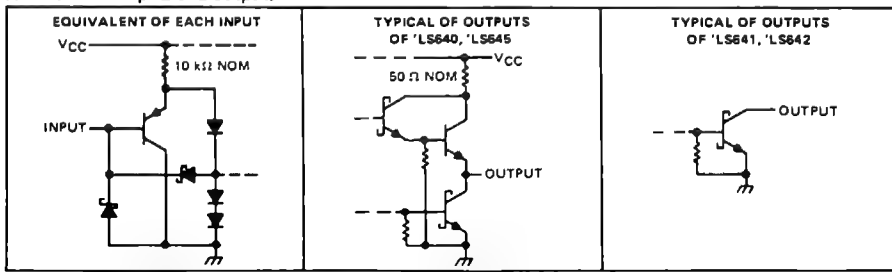 EQUIVALENT OF EACH INPUT
VCC
10 kΩ NOM
INPUT
TYPICAL OF OUTPUTS
OF 'LS640, 'LS645
VCC
50 Ω NOM
OUTPUT
TYPICAL OF OUTPUTS
OF 'LS641, 'LS642
OUTPUT